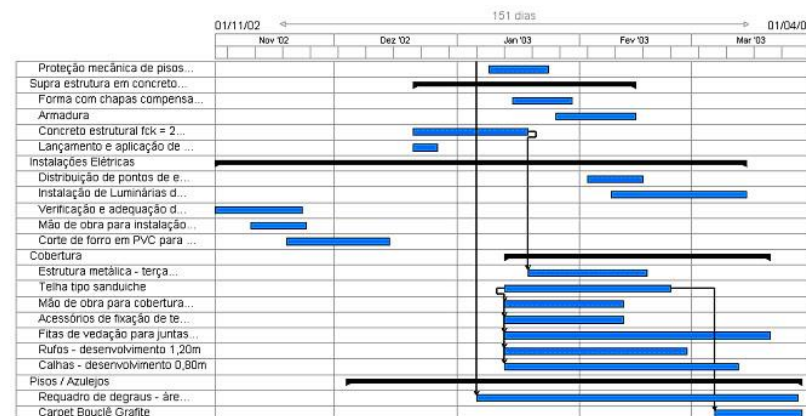 151 dias
01/11/02
01/04/0
Nov '02
Dez '02
Jan '03
Fev '03
Mar '03
Proteção mecânica de pisos...
Supra estrutura em concreto...
Forma com chapas compensa...
Armadura
Concreto estrutural fck = 2...
Lançamento e aplicação de ...
Instalações Elétricas
Distribuição de pontos de e...
Instalação de Luminárias d...
Verificação e adequação d...
Mão de obra para instalação...
Corte de forro em PVC para ...
Cobertura
Estrutura metálica - terça...
Telha tipo sanduiche
Mão de obra para cobertura...
Acessórios de fixação de te...
Fitas de vedação para juntas...
Rufos - desenvolvimento 1,20m
Calhas - desenvolvimento 0,80m
Pisos / Azulejos
Requadro de degraus - áre...
Carpet Bouclê Grafite